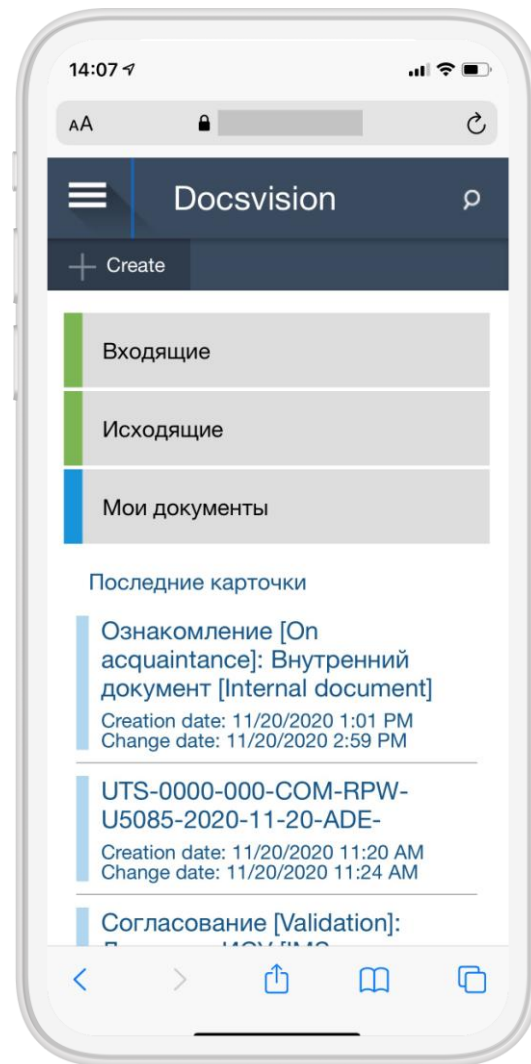 14:07
AA
Docsvision
Create
Входящие
Исходящие
Мои документы
Последние карточки
Ознакомление [On
acquaintance]: Внутренний
документ [Internal document]
Creation date: 11/20/2020 1:01 PM
Change date: 11/20/2020 2:59 PM
UTS-0000-000-COM-RPW-
U5085-2020-11-20-ADE-
Creation date: 11/20/2020 11:20 AM
Change date: 11/20/2020 11:24 AM
Согласование [Validation]: